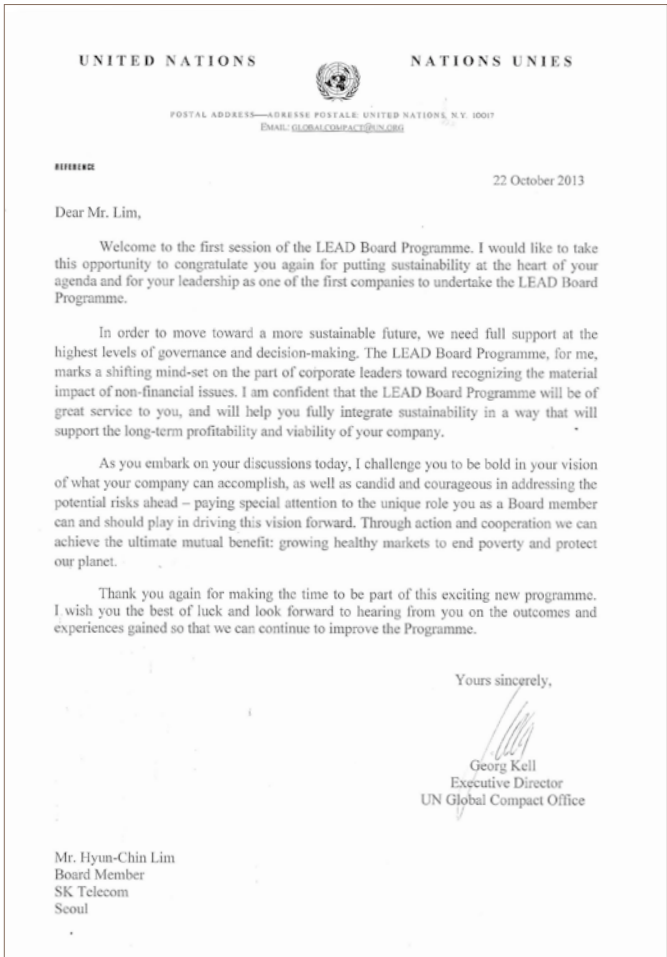 UNITED NATIONS
NATIONS UNIES
POSTAL ADDRESS—ADRESSE POSTALE: UNITED NATIONS, N.Y. 10017
EMAIL: GLOBALCOMPACT@UN.ORG
REFERENCE
22 October 2013
Dear Mr. Lim,
Welcome to the first session of the LEAD Board Programme. I would like to take
this opportunity to congratulate you again for putting sustainability at the heart of your
agenda and for your leadership as one of the first companies to undertake the LEAD Board
Programme.
In order to move toward a more sustainable future, we need full support at the
highest levels of governance and decision-making. The LEAD Board Programme, for me,
marks a shifting mind-set on the part of corporate leaders toward recognizing the material
impact of non-financial issues. I am confident that the LEAD Board Programme will be of
great service to you, and will help you fully integrate sustainability in a way that will
support the long-term profitability and viability of your company.
As you embark on your discussions today, I challenge you to be bold in your vision
of what your company can accomplish, as well as candid and courageous in addressing the
potential risks ahead – paying special attention to the unique role you as a Board member
can and should play in driving this vision forward. Through action and cooperation we can
achieve the ultimate mutual benefit: growing healthy markets to end poverty and protect
our planet.
Thank you again for making the time to be part of this exciting new programme.
I wish you the best of luck and look forward to hearing from you on the outcomes and
experiences gained so that we can continue to improve the Programme.
Yours sincerely,
Georg Kell
Executive Director
UN Global Compact Office
Mr. Hyun-Chin Lim
Board Member
SK Telecom
Seoul